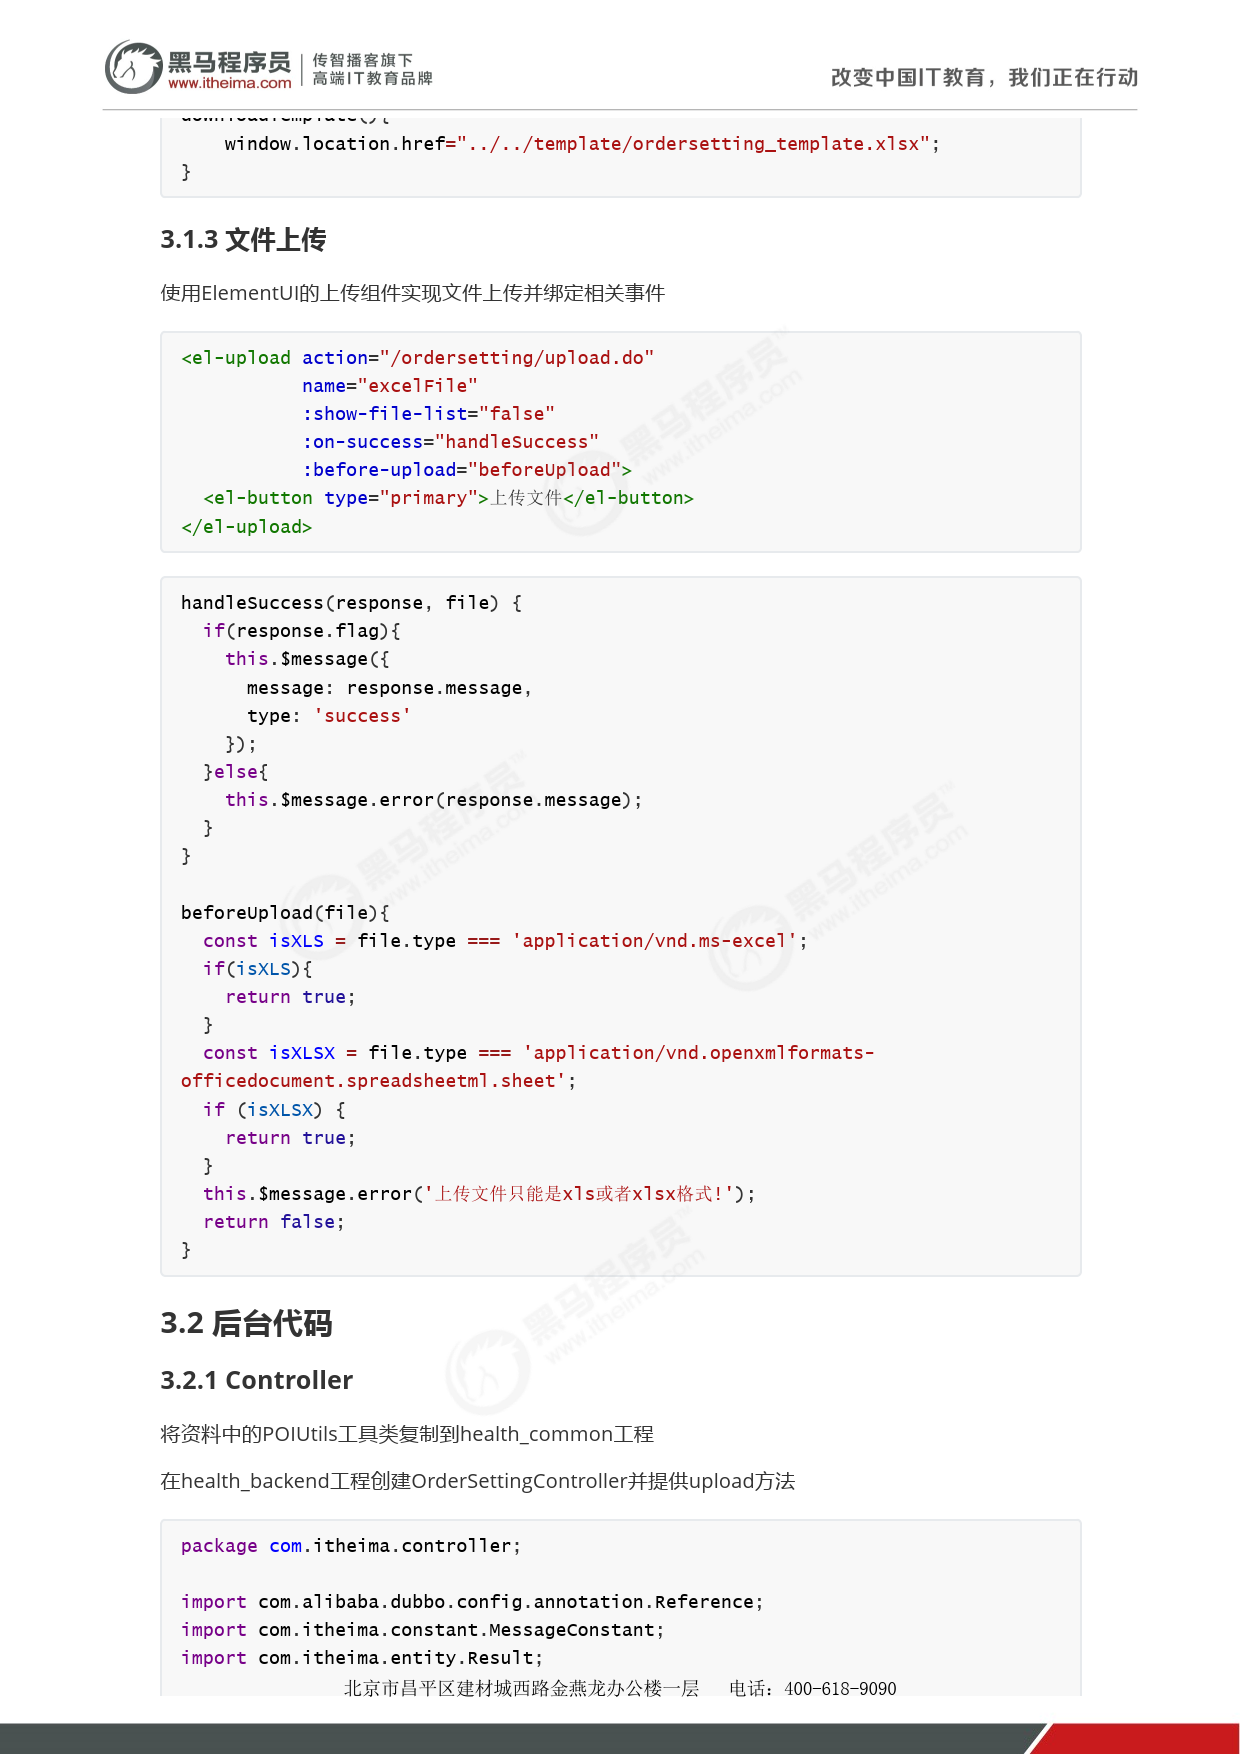 黑马程序员
www.itheima.com
传智播客旗下
高端IT教育品牌
改变中国IT教育，我们正在行动
downloadTemplate(){
    window.location.href="../../template/ordersetting_template.xlsx";
}
3.1.3 文件上传
使用ElementUI的上传组件实现文件上传并绑定相关事件
<el-upload action="/ordersetting/upload.do"
           name="excelFile"
           :show-file-list="false"
           :on-success="handleSuccess"
           :before-upload="beforeUpload">
  <el-button type="primary">上传文件</el-button>
</el-upload>
handleSuccess(response, file) {
  if(response.flag){
    this.$message({
      message: response.message,
      type: 'success'
    });
  }else{
    this.$message.error(response.message);
  }
}
beforeUpload(file){
  const isXLS = file.type === 'application/vnd.ms-excel';
  if(isXLS){
    return true;
  }
  const isXLSX = file.type === 'application/vnd.openxmlformats-
officedocument.spreadsheetml.sheet';
  if (isXLSX) {
    return true;
  }
  this.$message.error('上传文件只能是xls或者xlsx格式!');
  return false;
}
3.2 后台代码
3.2.1 Controller
将资料中的POIUtils工具类复制到health_common工程
在health_backend工程创建OrderSettingController并提供upload方法
package com.itheima.controller;
import com.alibaba.dubbo.config.annotation.Reference;
import com.itheima.constant.MessageConstant;
import com.itheima.entity.Result;
北京市昌平区建材城西路金燕龙办公楼一层 电话：400-618-9090